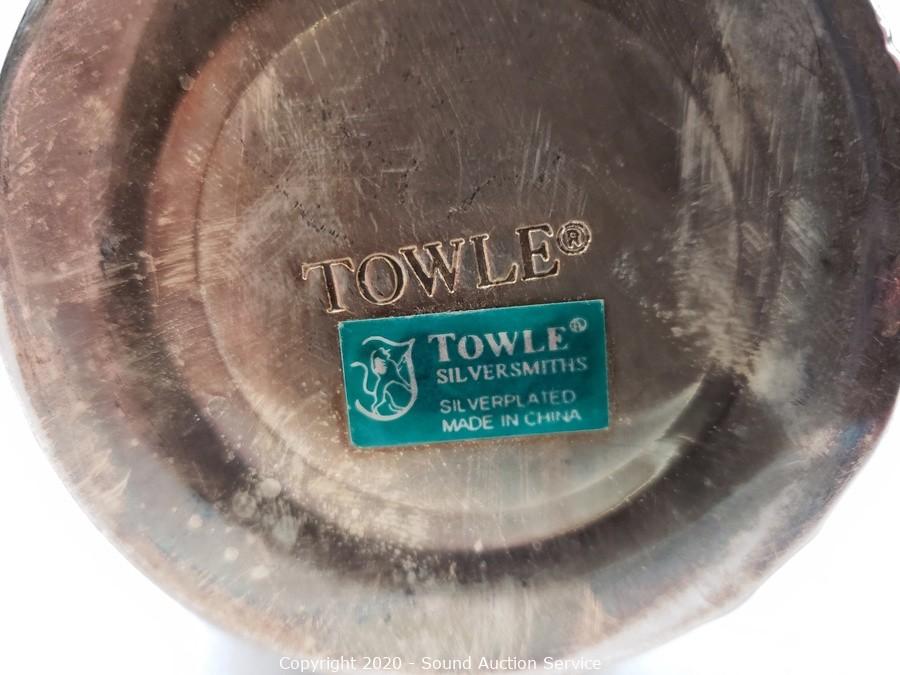 TOWLE®
TOWLE®
SILVERSMITHS
SILVERPLATED
MADE IN CHINA
Copyright 2020 - Sound Auction Service